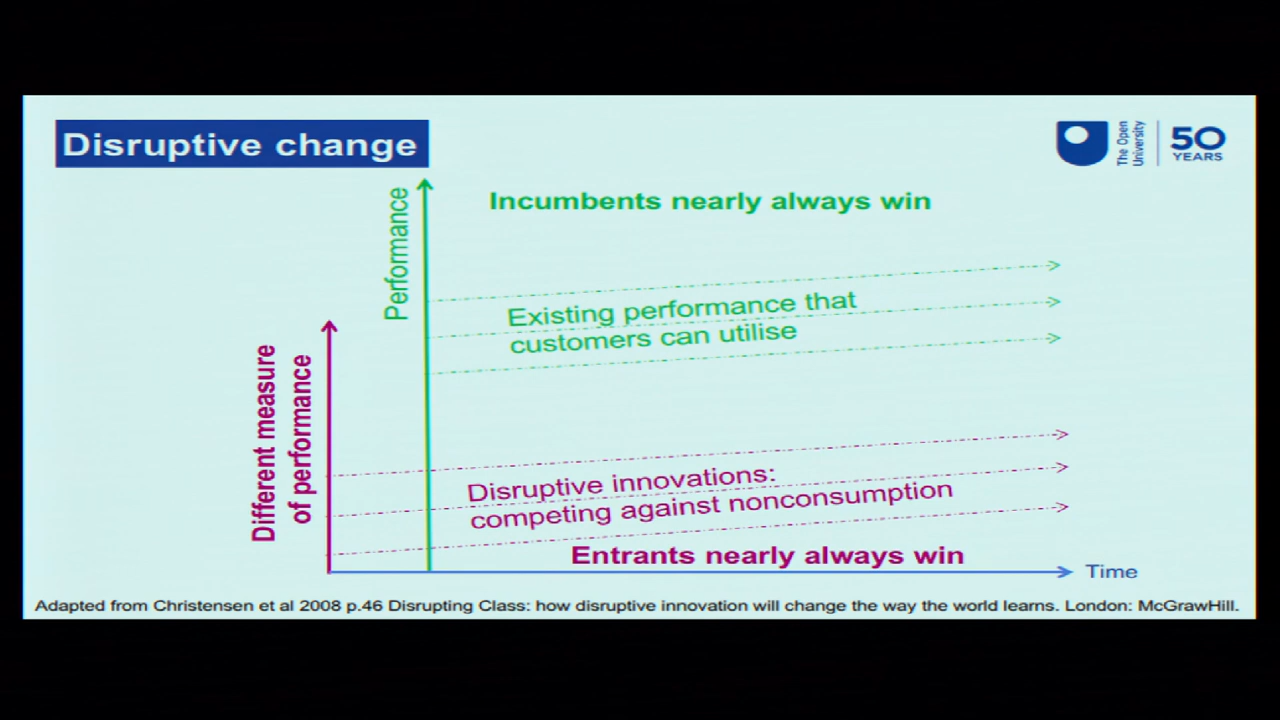 Disruptive change
The Open
University
50
YEARS
Performance
Incumbents nearly always win
Existing performance that
customers can utilise
Different measure
of performance
Disruptive innovations:
competing against nonconsumption
Entrants nearly always win
Time
Adapted from Christensen et al 2008 p.46 Disrupting Class: how disruptive innovation will change the way the world learns. London: McGrawHill.